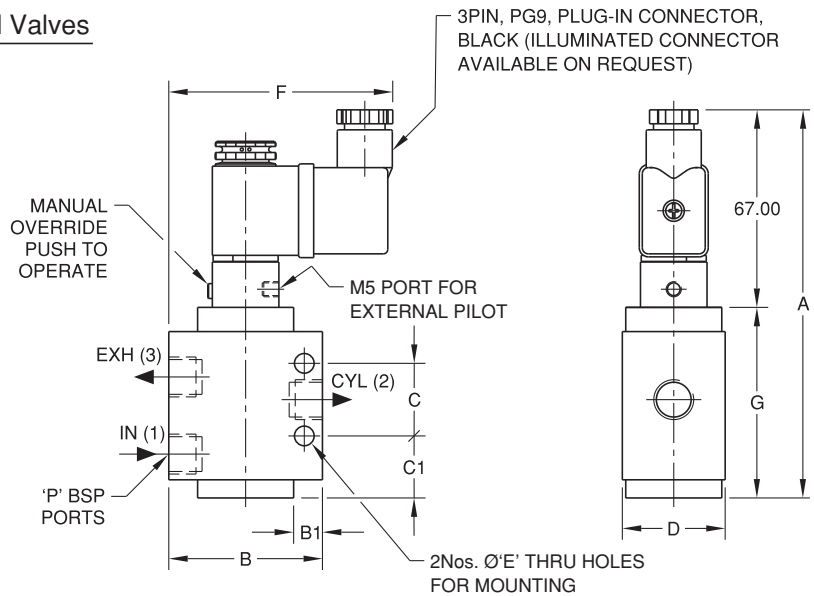 Valves
3PIN, PG9, PLUG-IN CONNECTOR,
BLACK (ILLUMINATED CONNECTOR
AVAILABLE ON REQUEST)
F
MANUAL
OVERRIDE
PUSH TO
OPERATE
67.00
A
M5 PORT FOR
EXTERNAL PILOT
EXH (3)
CYL (2)
C
G
IN (1)
C1
'P' BSP
PORTS
B1
B
D
2Nos. Ø'E' THRU HOLES
FOR MOUNTING